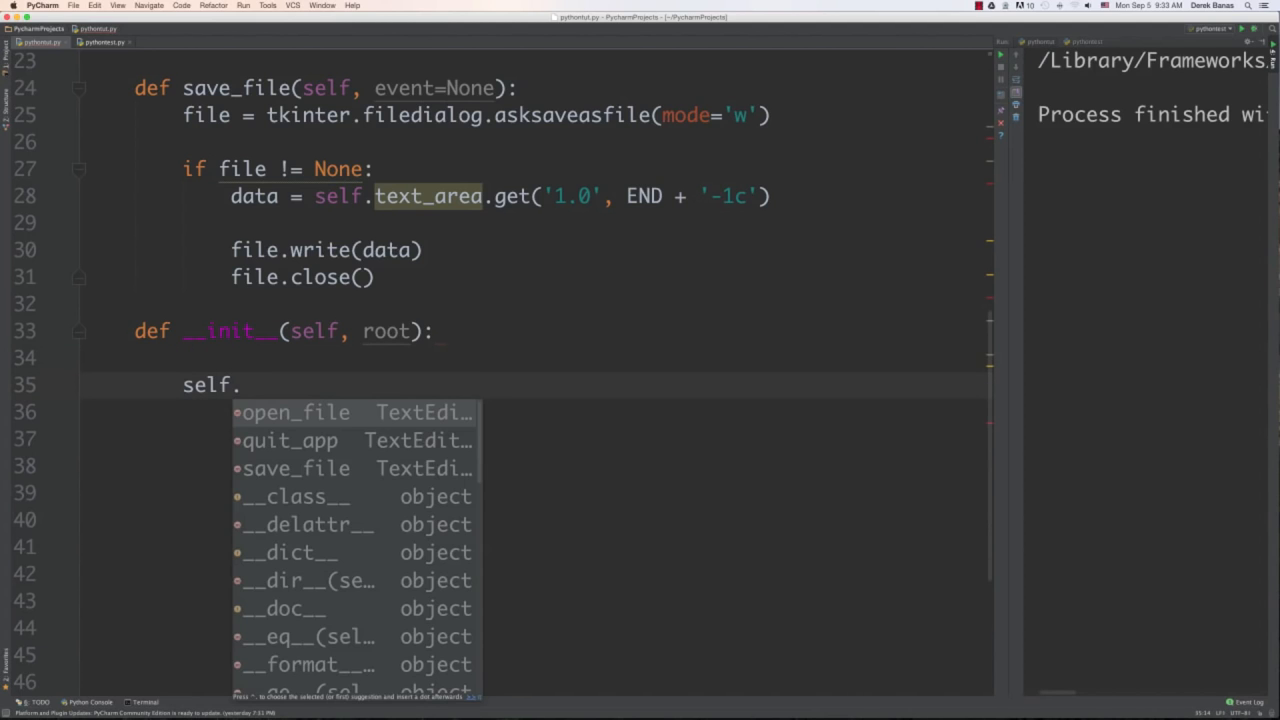 PyCharm File Edit View Navigate Code Refactor Run Tools VCS Window Help
10 Mon Sep 5 9:33 AM Derek Banas
pythontut.py - PycharmProjects - [~/PycharmProjects]
PycharmProjects pythontut.py pythontest
pythontut.py pythontest.py
Run: pythontut pythontest
1: Project
Structure
Favorites
Run
23
24 def save_file(self, event=None):
25 file = tkinter.filedialog.asksaveasfile(mode='w')
26
27 if file != None:
28 data = self.text_area.get('1.0', END + '-1c')
29
30 file.write(data)
31 file.close()
32
33 def __init__(self, root):
34
35 self.
36
37
38
39
40
41
42
43
44
45
46
open_file TextEdi…
quit_app TextEdit…
save_file TextEdi…
__class__ object
__delattr__ object
__dict__ object
__dir__(se… object
__doc__ object
__eq__(sel… object
__format__… object
__ge__(sel object
Press ^. to choose the selected (or first) suggestion and insert a dot afterwards >>
/Library/Frameworks
Process finished wi
TODO Python Console Terminal Event Log
Platform and Plugin Updates: PyCharm Community Edition is ready to update. (yesterday 7:31 PM) 35:14 LF÷ UTF-8÷